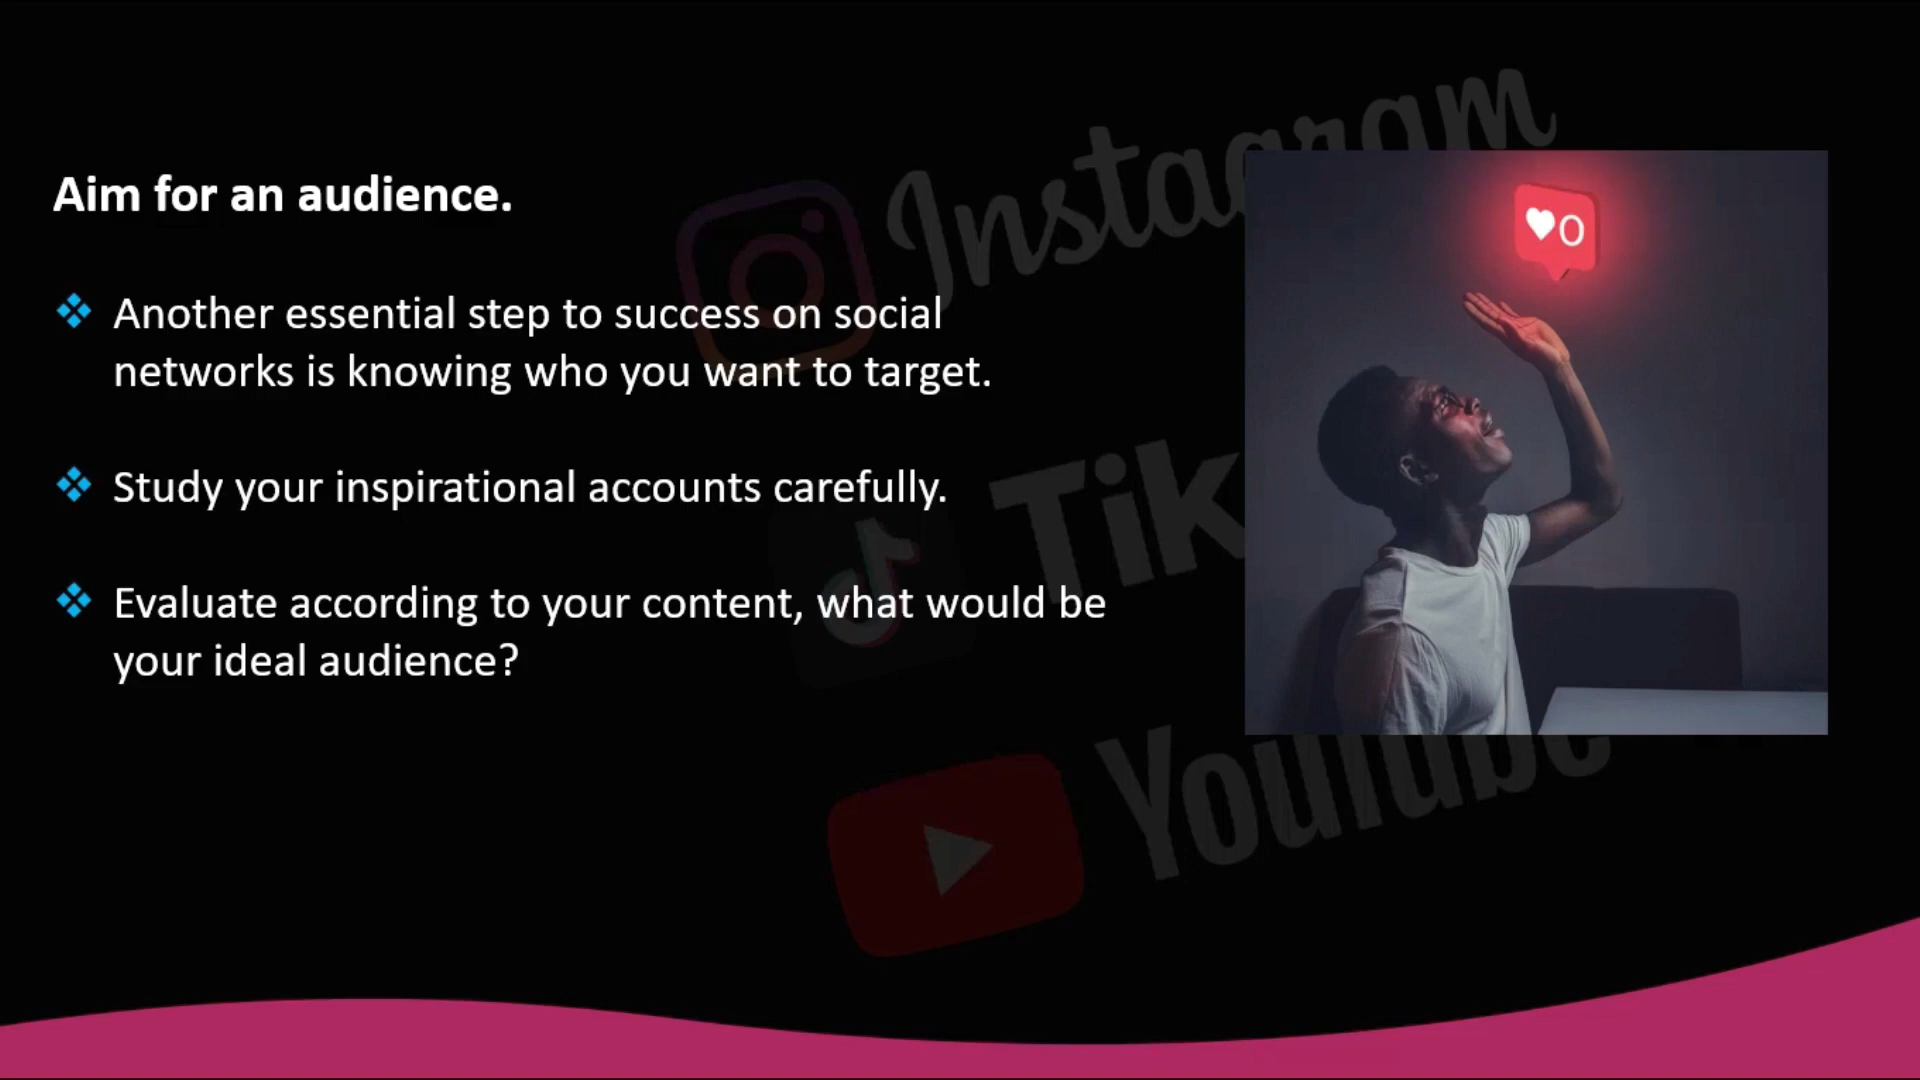 Aim for an audience.
Another essential step to success on social
networks is knowing who you want to target.
Study your inspirational accounts carefully.
Evaluate according to your content, what would be
your ideal audience?
Instagram
0
Tik
YouTube